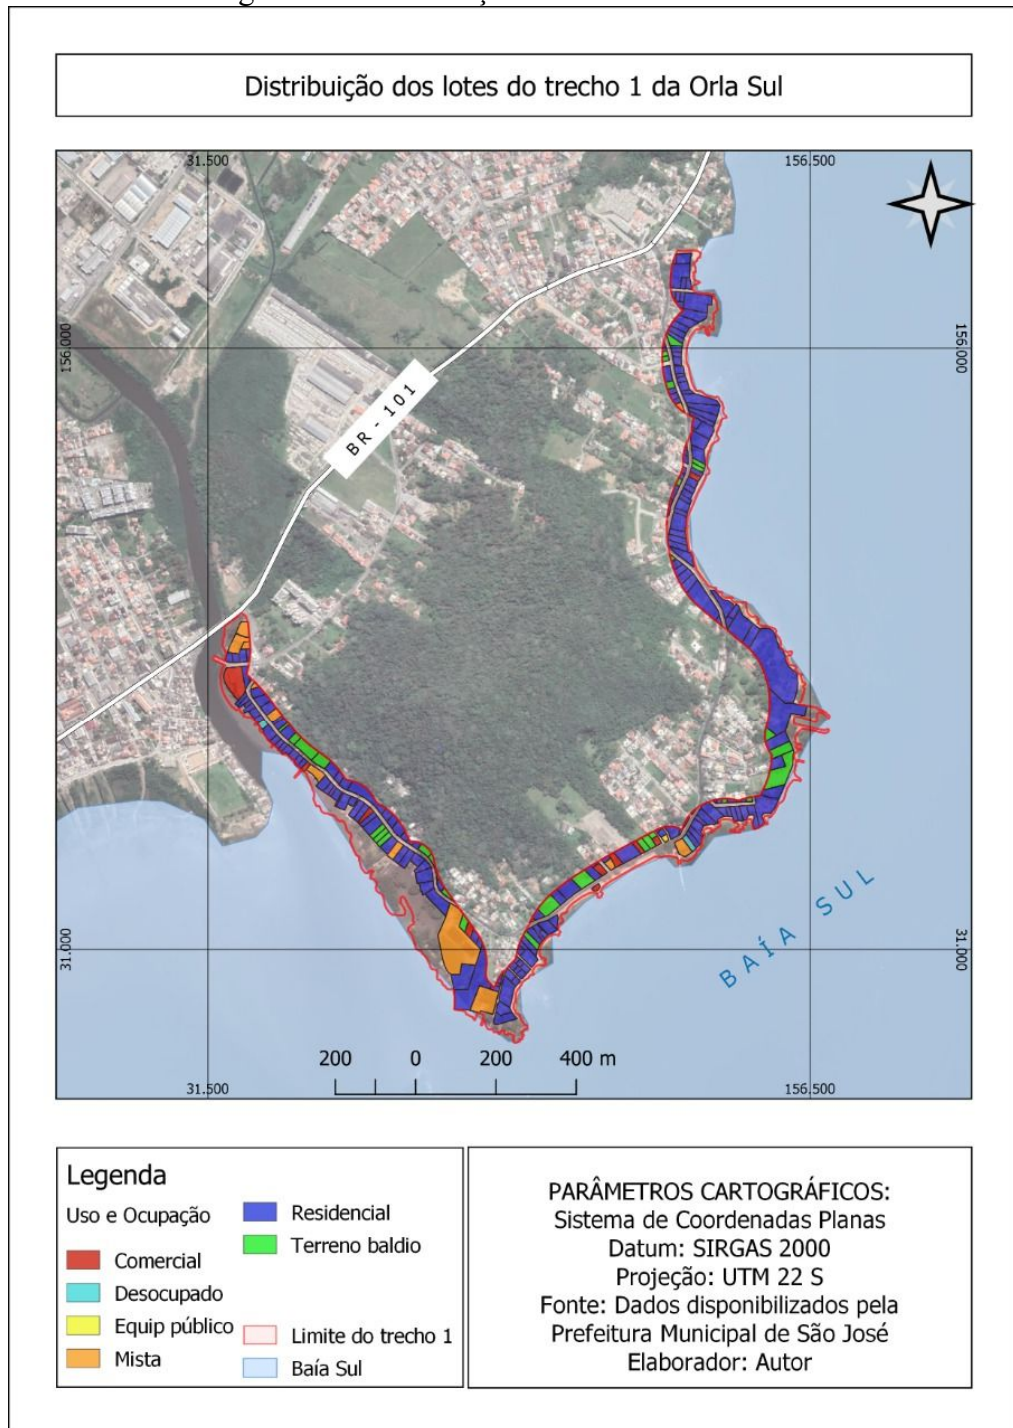 Distribuição dos lotes do trecho 1 da Orla Sul
31.500
156.500
156.000
156.000
BR - 101
BAÍA SUL
31.000
31.000
200 0 200 400 m
31.500
156.500
Legenda
Uso e Ocupação
Comercial
Desocupado
Equip público
Mista
Residencial
Terreno baldio
Limite do trecho 1
Baía Sul
PARÂMETROS CARTOGRÁFICOS:
Sistema de Coordenadas Planas
Datum: SIRGAS 2000
Projeção: UTM 22 S
Fonte: Dados disponibilizados pela
Prefeitura Municipal de São José
Elaborador: Autor